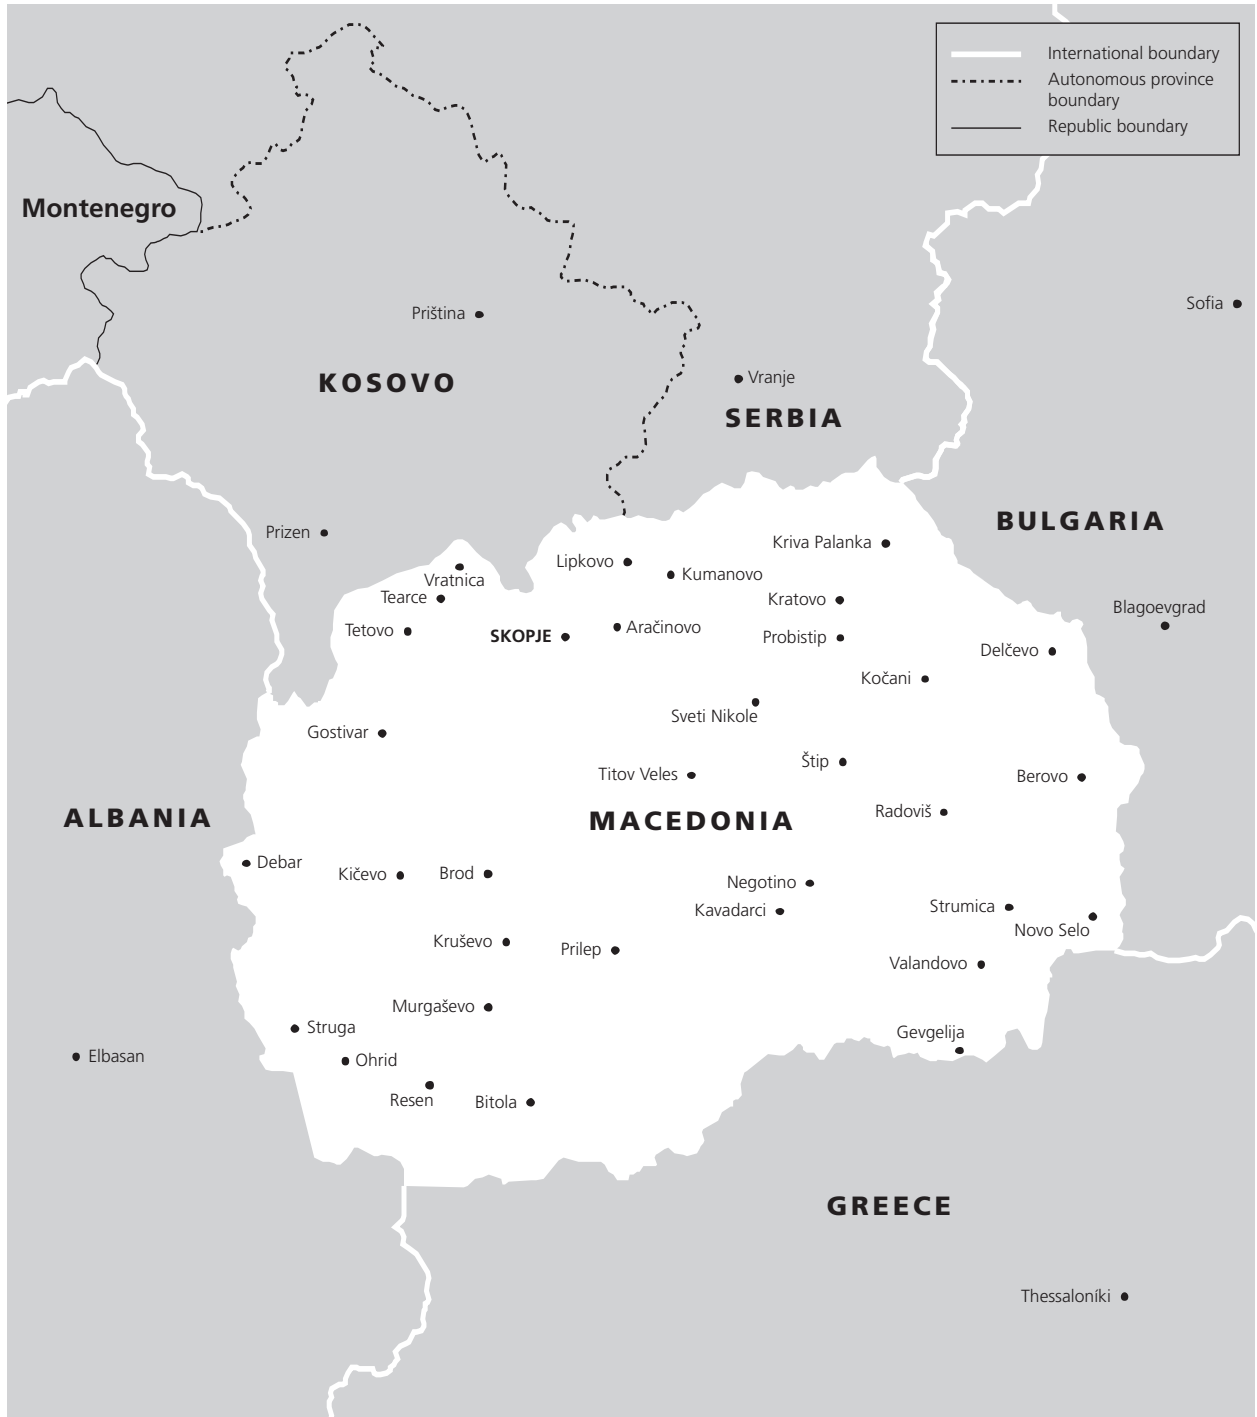 International boundary
Autonomous province
boundary
Republic boundary
Montenegro
Priština
Sofia
KOSOVO
Vranje
SERBIA
BULGARIA
Prizen
Kriva Palanka
Lipkovo
Kumanovo
Vratnica
Tearce
Kratovo
Blagoevgrad
Tetovo
SKOPJE
Aračinovo
Probistip
Delčevo
Kočani
Sveti Nikole
Gostivar
Štip
Titov Veles
Berovo
ALBANIA
MACEDONIA
Radoviš
Debar
Kičevo
Brod
Negotino
Kavadarci
Strumica
Novo Selo
Kruševo
Prilep
Valandovo
Murgaševo
Struga
Gevgelija
Elbasan
Ohrid
Resen
Bitola
GREECE
Thessaloníki